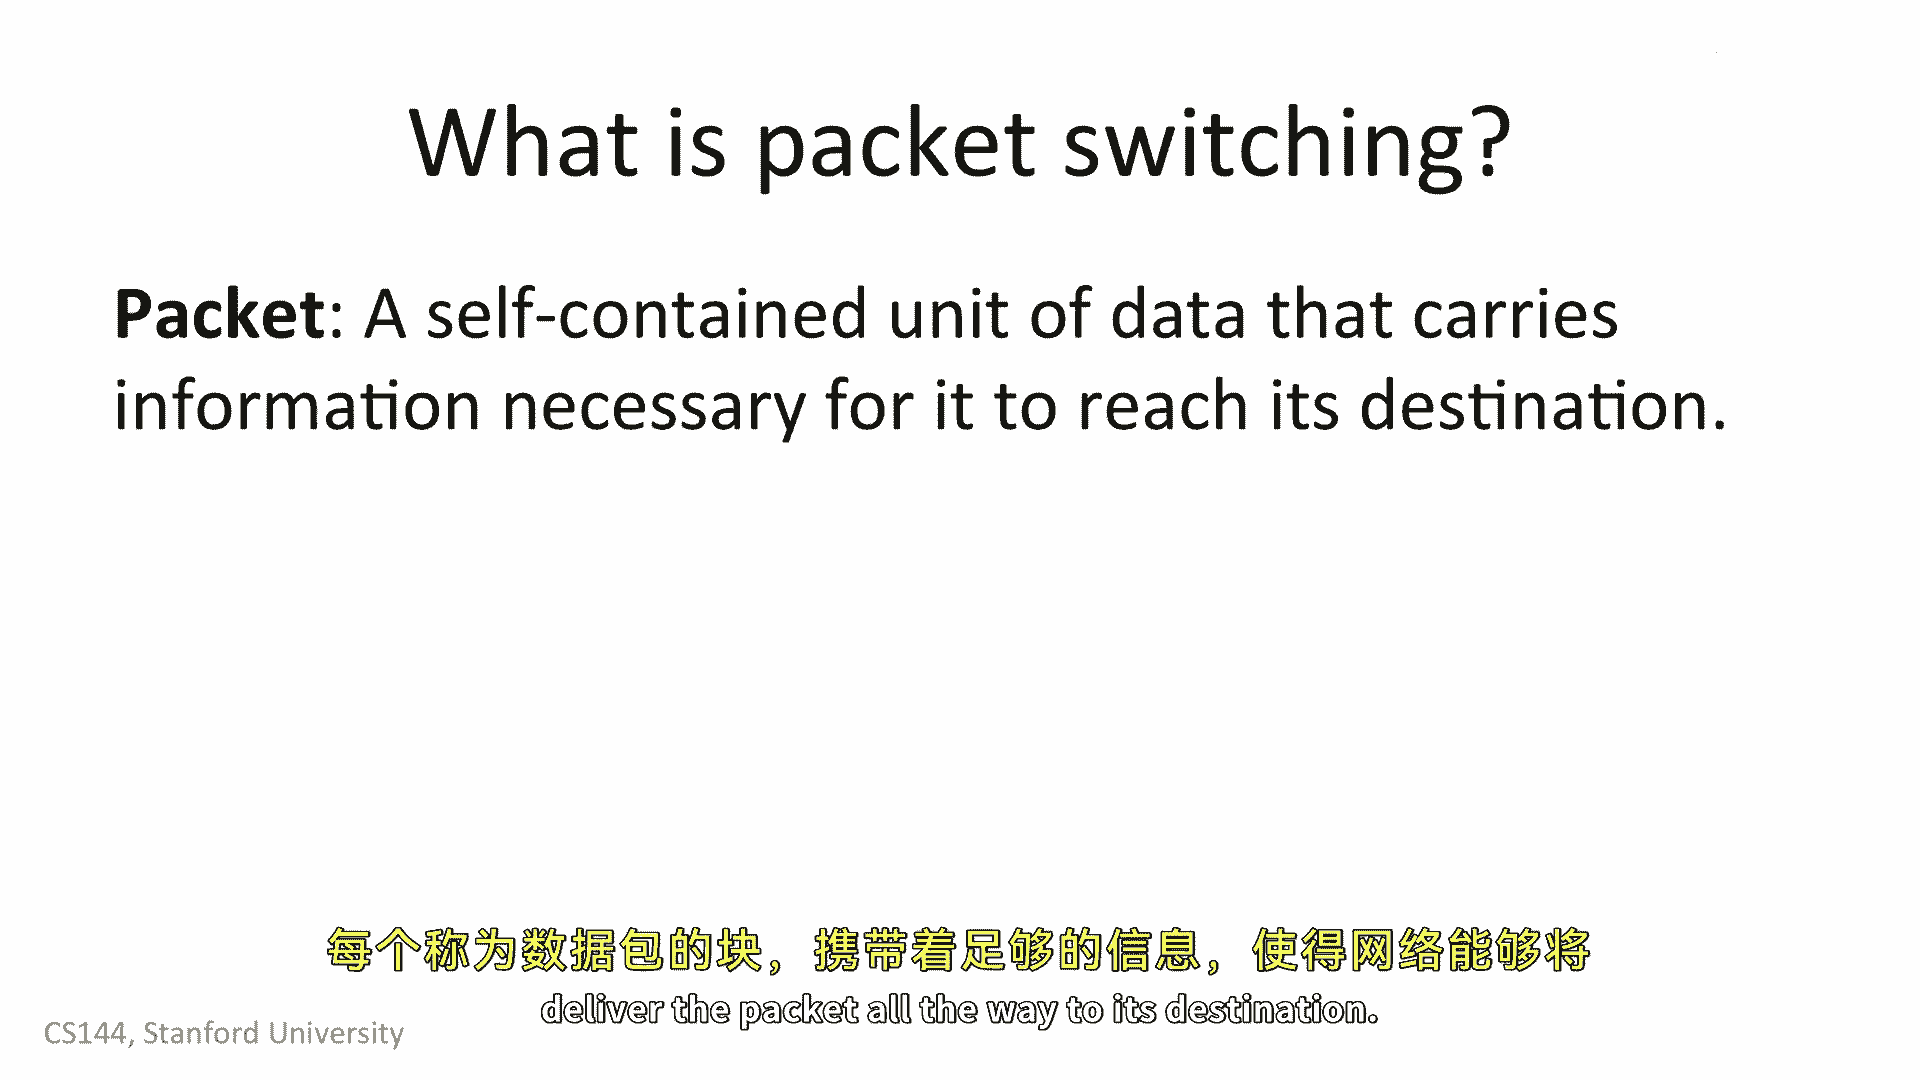 What is packet switching?
Packet: A self-contained unit of data that carries
information necessary for it to reach its destination.
每个称为数据包的块，携带着足够的信息，使得网络能够将
deliver the packet all the way to its destination.
CS144, Stanford University